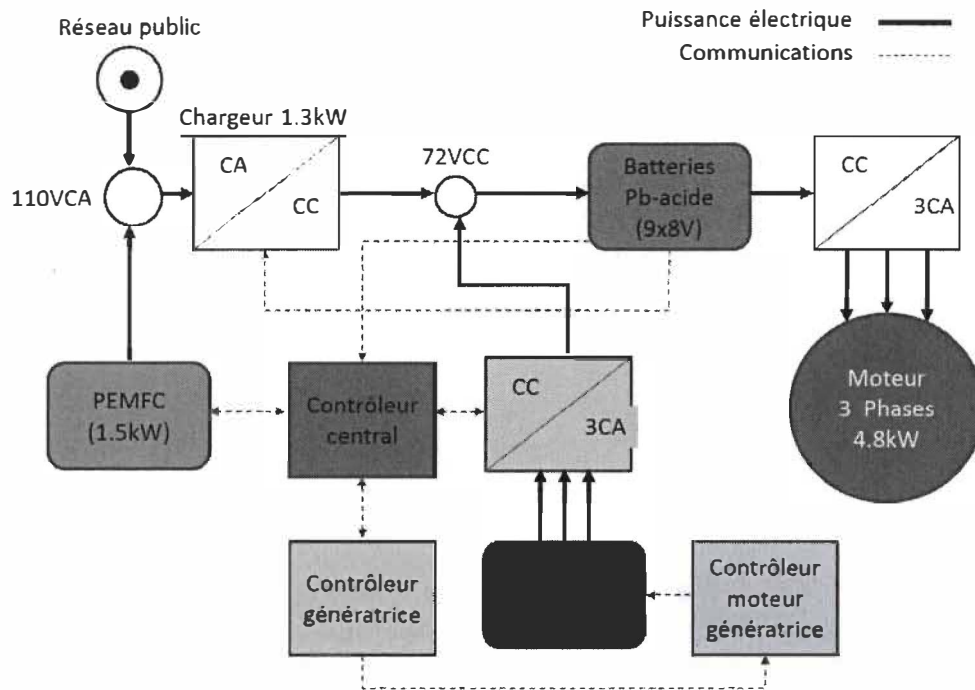 Réseau public
Puissance électrique
Communications
Chargeur 1.3kW
110VCA
CA
CC
72VCC
Batteries
Pb-acide
(9x8V)
CC
3CA
PEMFC
(1.5kW)
Contrôleur
central
CC
3CA
Moteur
3 Phases
4.8kW
Contrôleur
génératrice
Contrôleur
moteur
génératrice